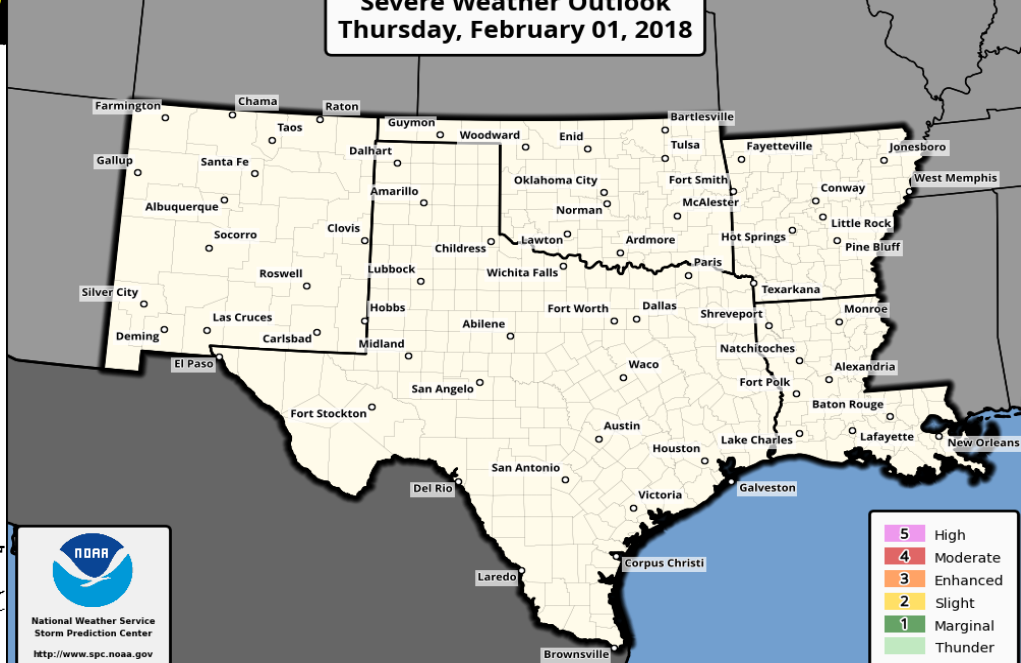 Severe Weather Outlook
Thursday, February 01, 2018
Farmington
Chama
Raton
Taos
Guymon
Woodward
Enid
Bartlesville
Tulsa
Fayetteville
Jonesboro
Gallup
Santa Fe
Dalhart
Oklahoma City
Fort Smith
Conway
West Memphis
Albuquerque
Amarillo
Norman
McAlester
Little Rock
Socorro
Clovis
Childress
Lawton
Ardmore
Hot Springs
Pine Bluff
Roswell
Lubbock
Wichita Falls
Paris
Texarkana
Silver City
Las Cruces
Hobbs
Fort Worth
Dallas
Shreveport
Monroe
Deming
Carlsbad
Midland
Abilene
Natchitoches
El Paso
San Angelo
Waco
Fort Polk
Alexandria
Fort Stockton
Austin
Baton Rouge
Houston
Lake Charles
Lafayette
New Orleans
Del Rio
San Antonio
Victoria
Galveston
Laredo
Corpus Christi
Brownsville
NOAA
National Weather Service
Storm Prediction Center
http://www.spc.noaa.gov
5 High
4 Moderate
3 Enhanced
2 Slight
1 Marginal
Thunder